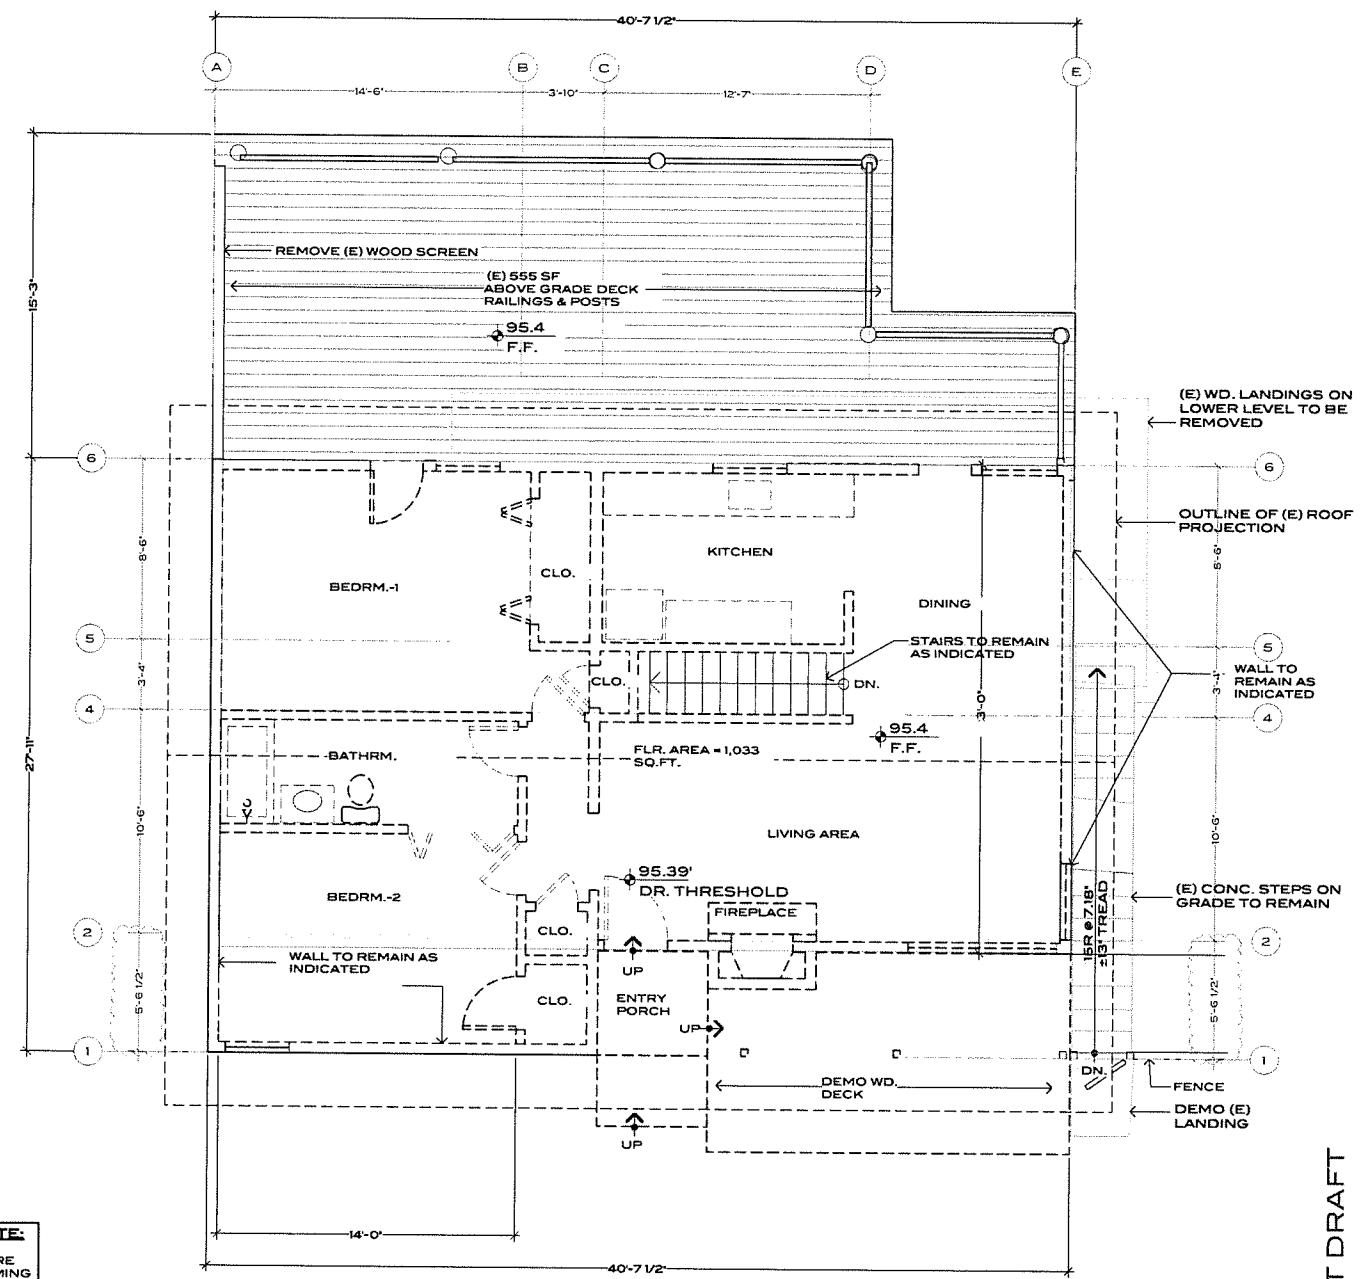 40'-7 1/2"
A
B
C
D
E
14'-6"
3'-10"
12'-7"
REMOVE (E) WOOD SCREEN
(E) 555 SF
ABOVE GRADE DECK
RAILINGS & POSTS
15'-3"
95.4
F.F.
(E) WD. LANDINGS ON
LOWER LEVEL TO BE
REMOVED
6
6
OUTLINE OF (E) ROOF
PROJECTION
8'-6"
8'-6"
KITCHEN
CLO.
BEDRM.-1
DINING
5
5
STAIRS TO REMAIN
AS INDICATED
WALL TO
REMAIN AS
INDICATED
3'-4"
3'-4"
CLO.
DN.
3'-0"
4
4
95.4
F.F.
27'-11"
BATHRM.
FLR. AREA = 1,033
SQ.FT.
10'-6"
10'-6"
LIVING AREA
95.39'
DR. THRESHOLD
BEDRM.-2
FIREPLACE
(E) CONC. STEPS ON
GRADE TO REMAIN
15R @ 7.18"
±13" TREAD
2
2
CLO.
WALL TO REMAIN AS
INDICATED
UP
5'-6 1/2"
5'-6 1/2"
CLO.
ENTRY
PORCH
UP
1
1
DN.
DEMO WD.
DECK
FENCE
DEMO (E)
LANDING
UP
14'-0"
40'-7 1/2"
TE:
RE
MING
T DRAFT